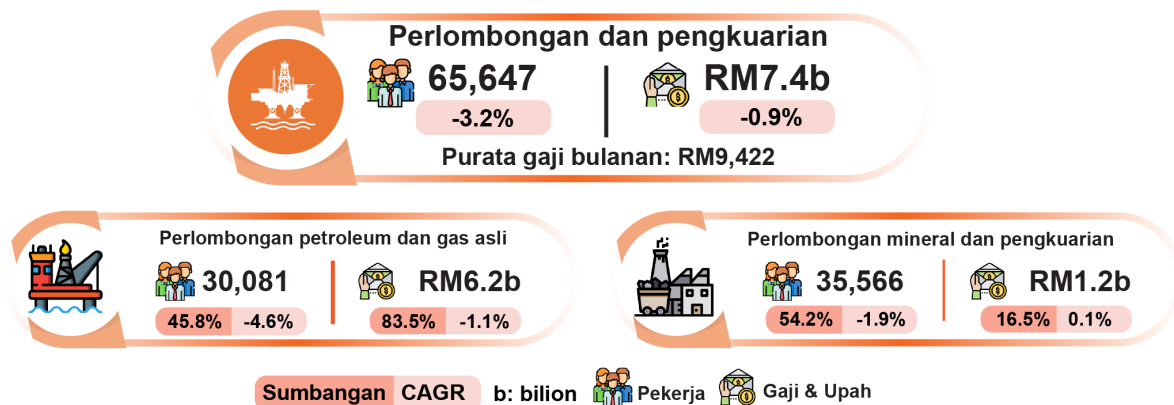 Perlombongan dan pengkuarian
65,647
RM7.4b
-3.2%
-0.9%
Purata gaji bulanan: RM9,422
Perlombongan petroleum dan gas asli
30,081
RM6.2b
45.8% -4.6%
83.5% -1.1%
Perlombongan mineral dan pengkuarian
35,566
RM1.2b
54.2% -1.9%
16.5% 0.1%
Sumbangan CAGR b: bilion Pekerja Gaji & Upah